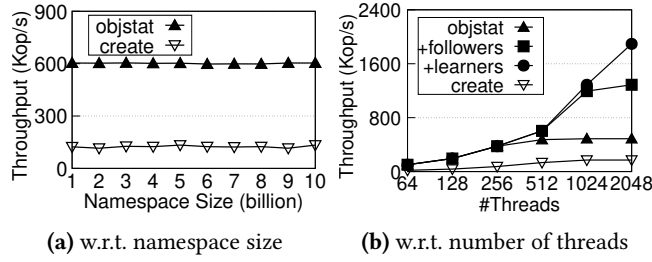 Throughput (Kop/s)
900
600
300
0
objstat
create
1 2 3 4 5 6 7 8 9 10
Namespace Size (billion)
(a) w.r.t. namespace size
Throughput (Kop/s)
2400
1600
800
0
objstat
+followers
+learners
create
64 128 256 512 1024 2048
#Threads
(b) w.r.t. number of threads